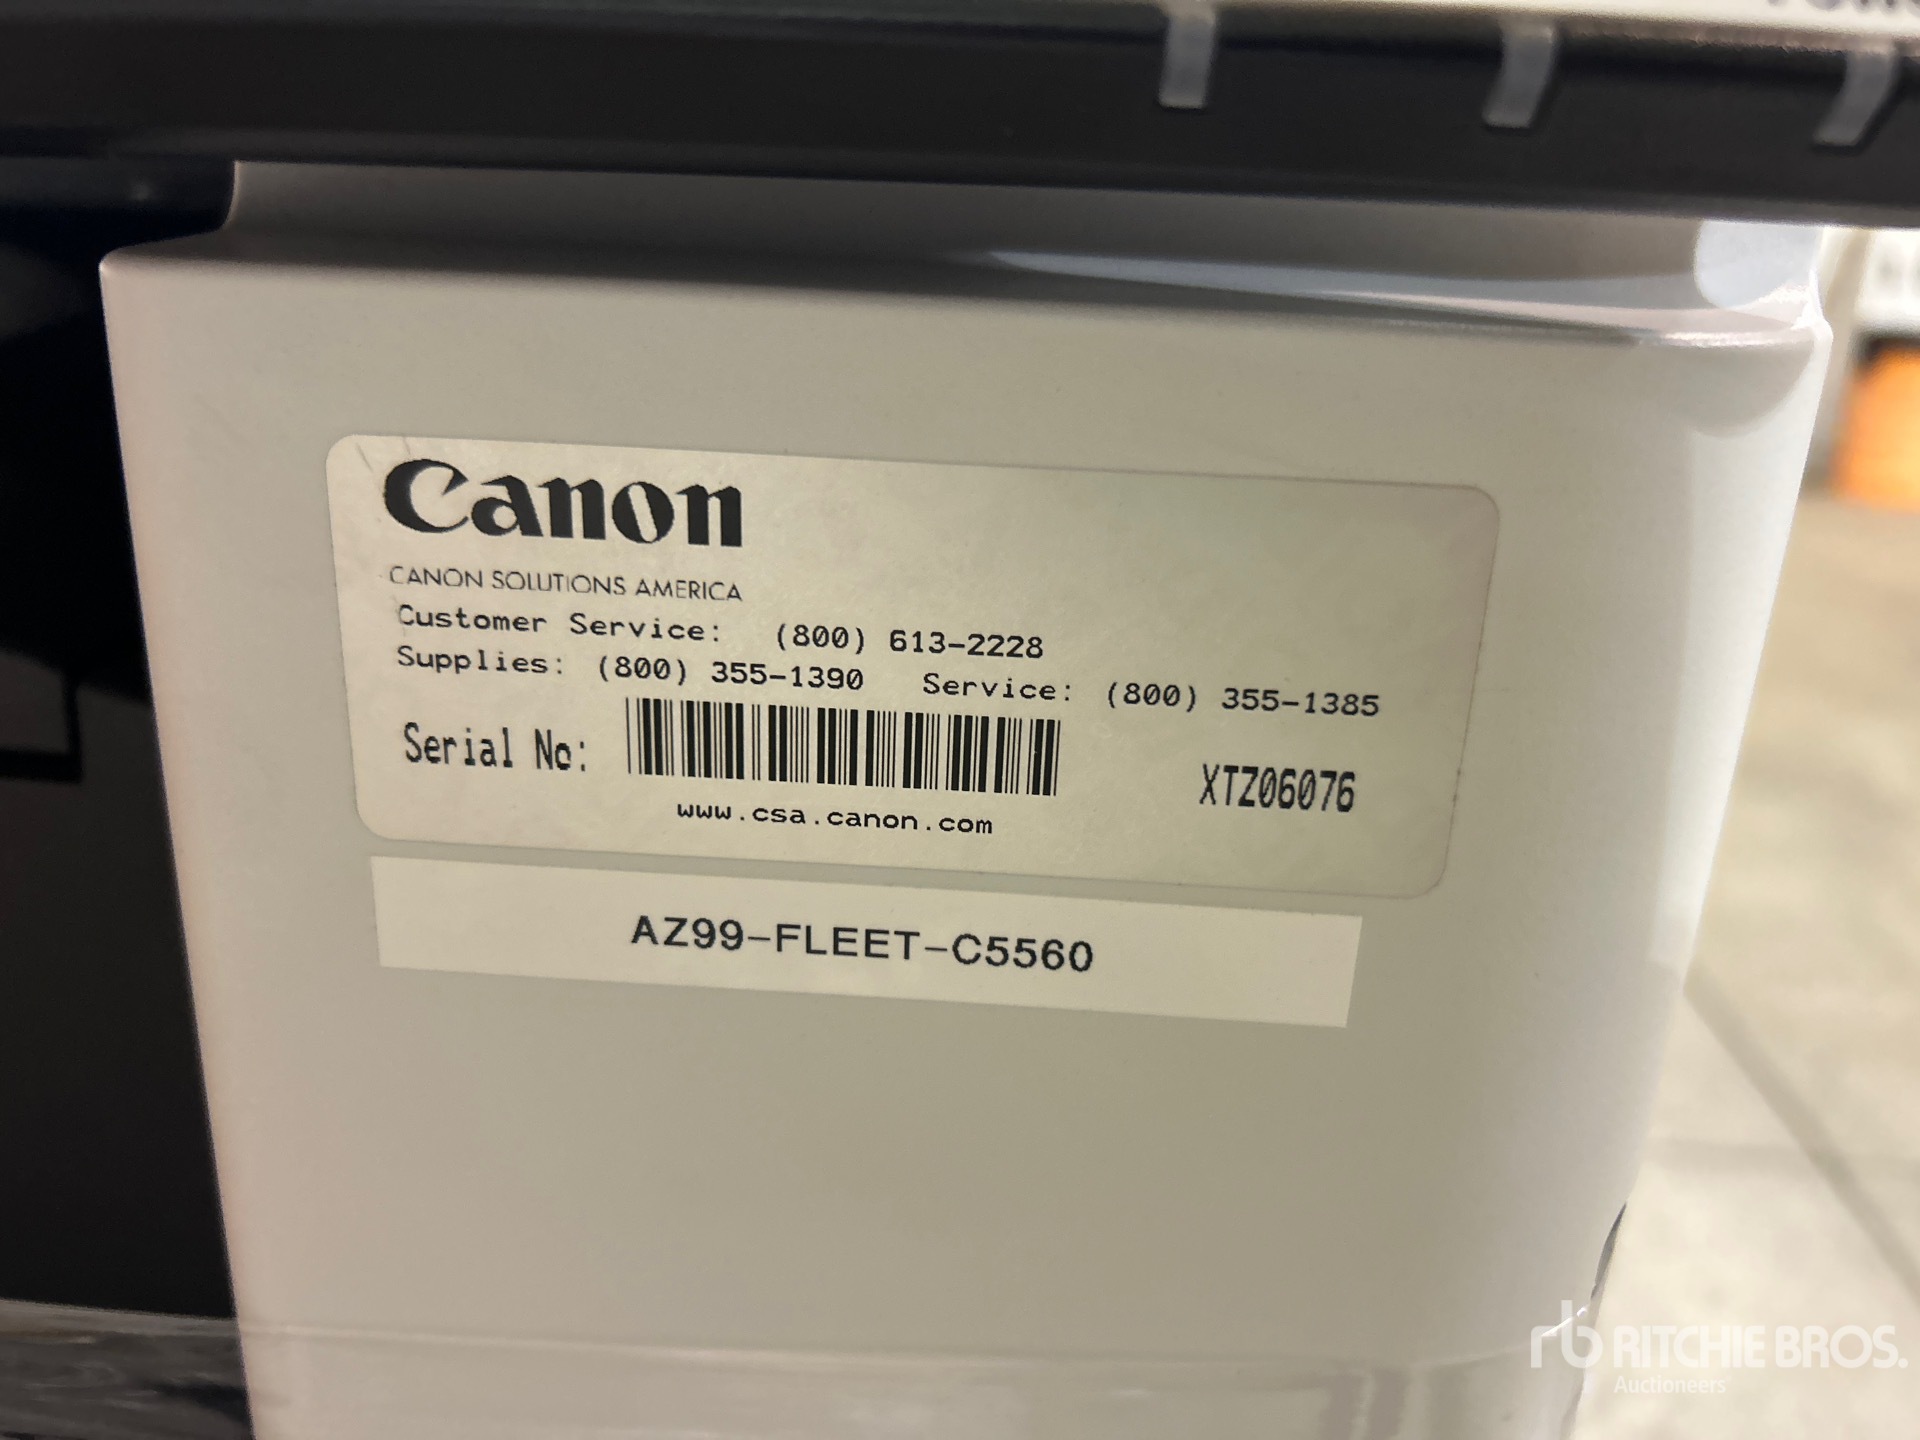 Canon
CANON SOLUTIONS AMERICA
Customer Service: (800) 613-2228
Supplies: (800) 355-1390 Service: (800) 355-1385
Serial No: XTZ06076
www.csa.canon.com
AZ99-FLEET-C5560
rb RITCHIE BROS.
Auctioneers